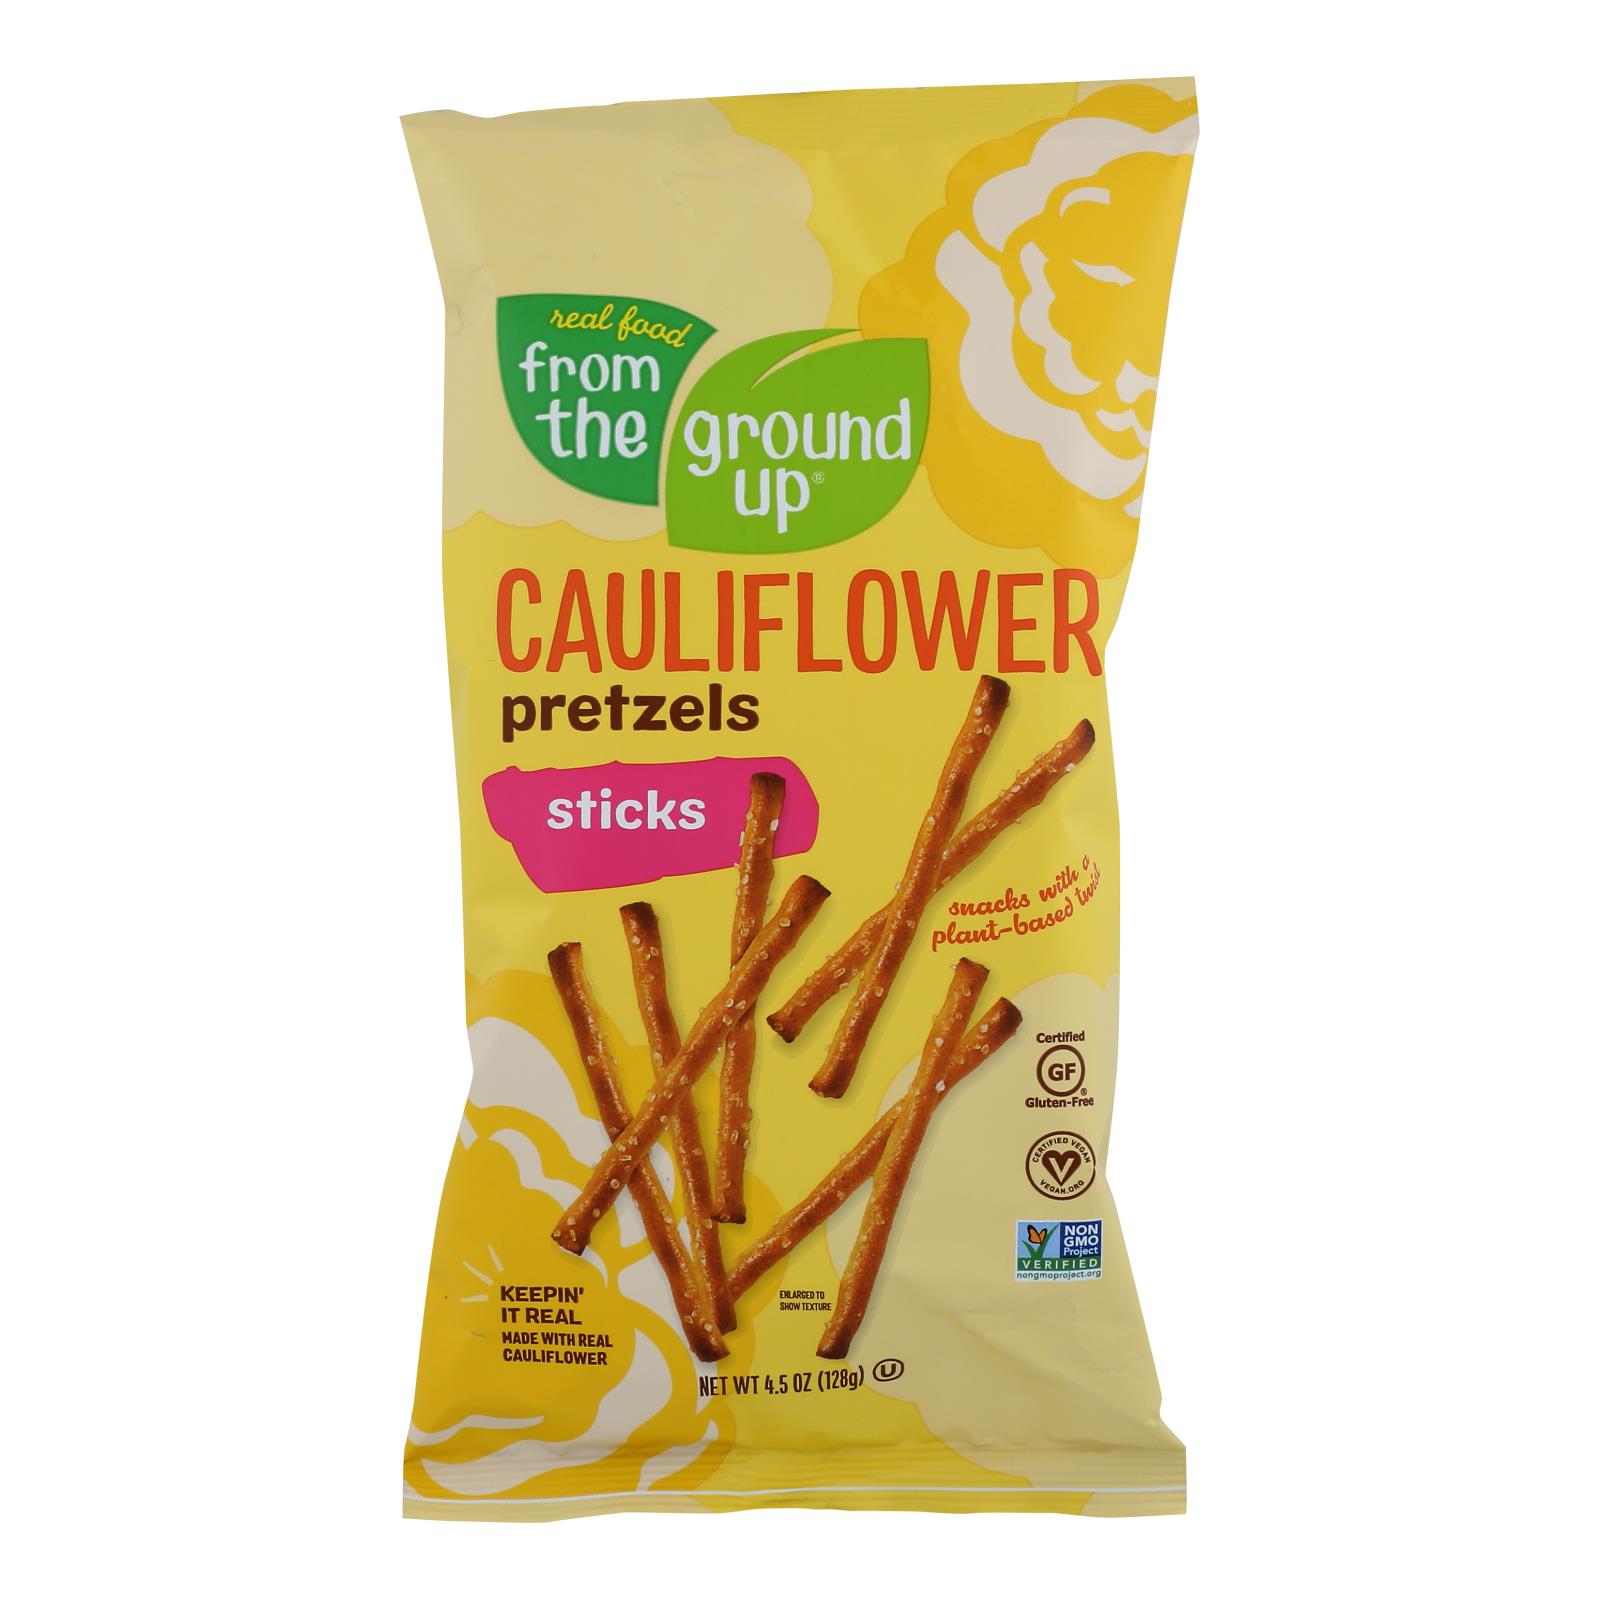 real food
from
the
ground
up®
CAULIFLOWER
pretzels
sticks
snacks with a
plant-based twist
Certified
GF
®
Gluten-Free
CERTIFIED VEGAN
V
VEGAN.ORG
NON
GMO
Project
VERIFIED
nongmoproject.org
KEEPIN'
IT REAL
MADE WITH REAL
CAULIFLOWER
ENLARGED TO
SHOW TEXTURE
NET WT 4.5 OZ (128g) U